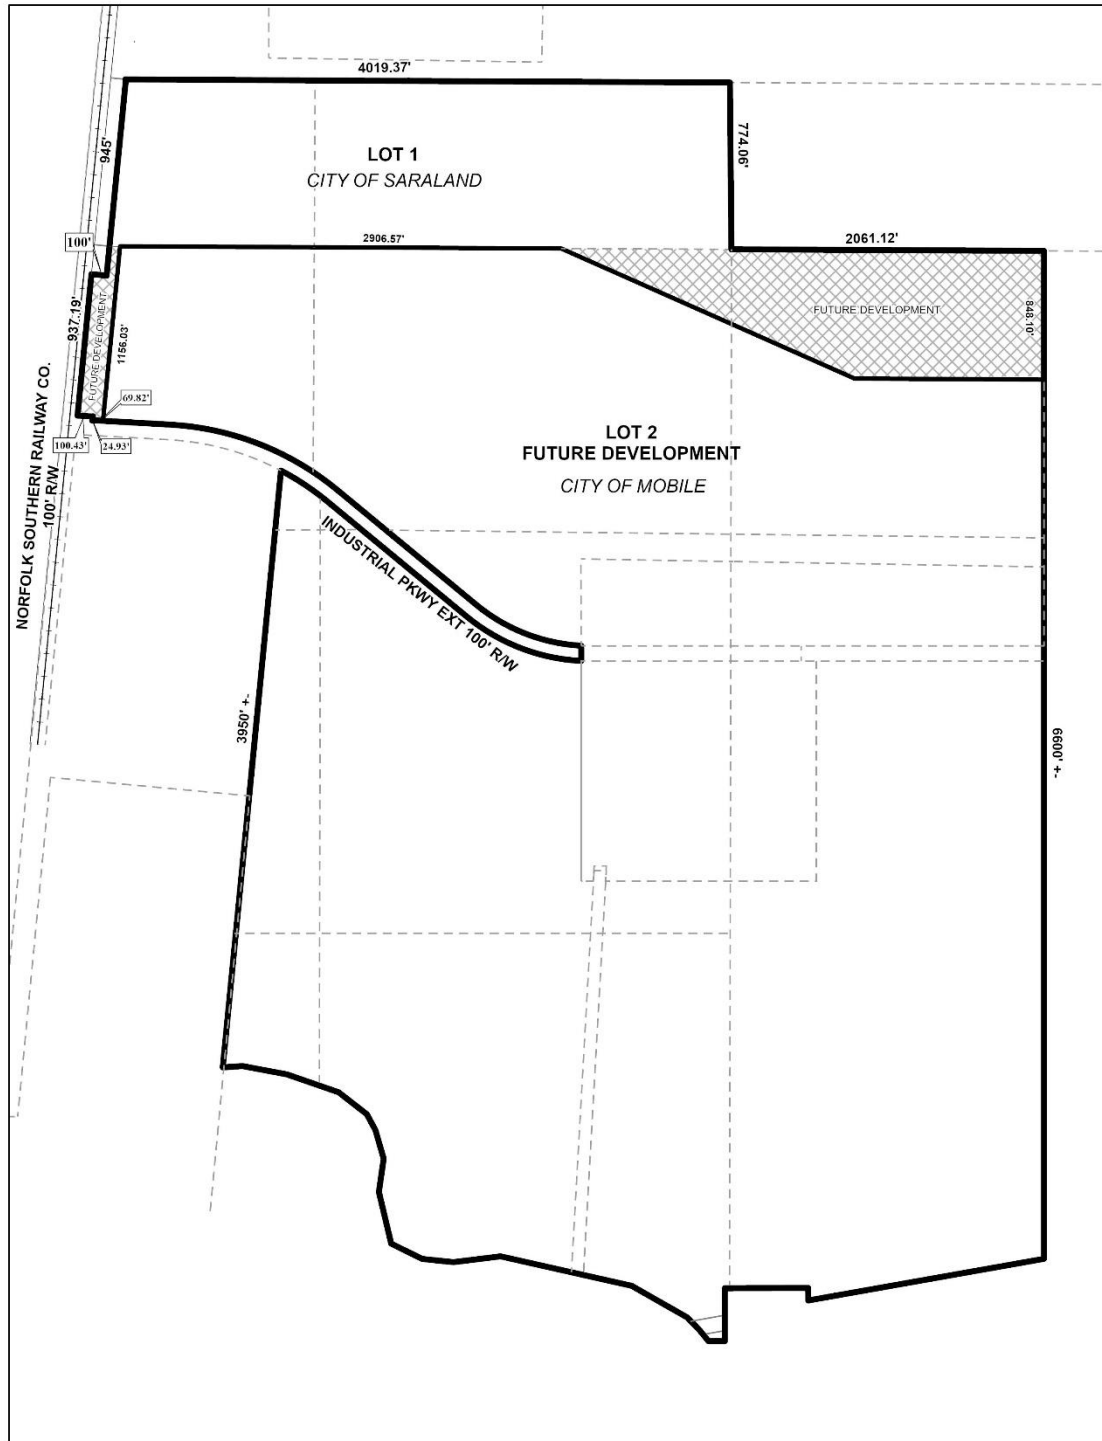 4019.37'
945'
774.06'
LOT 1
CITY OF SARALAND
100'
2906.57'
2061.12'
937.19'
FUTURE DEVELOPMENT
1156.03'
FUTURE DEVELOPMENT
848.10'
69.82'
100.43'
24.93'
LOT 2
FUTURE DEVELOPMENT
CITY OF MOBILE
NORFOLK SOUTHERN RAILWAY CO.
100' R/W
INDUSTRIAL PKWY EXT 100' R/W
3950' +-
6600' +-